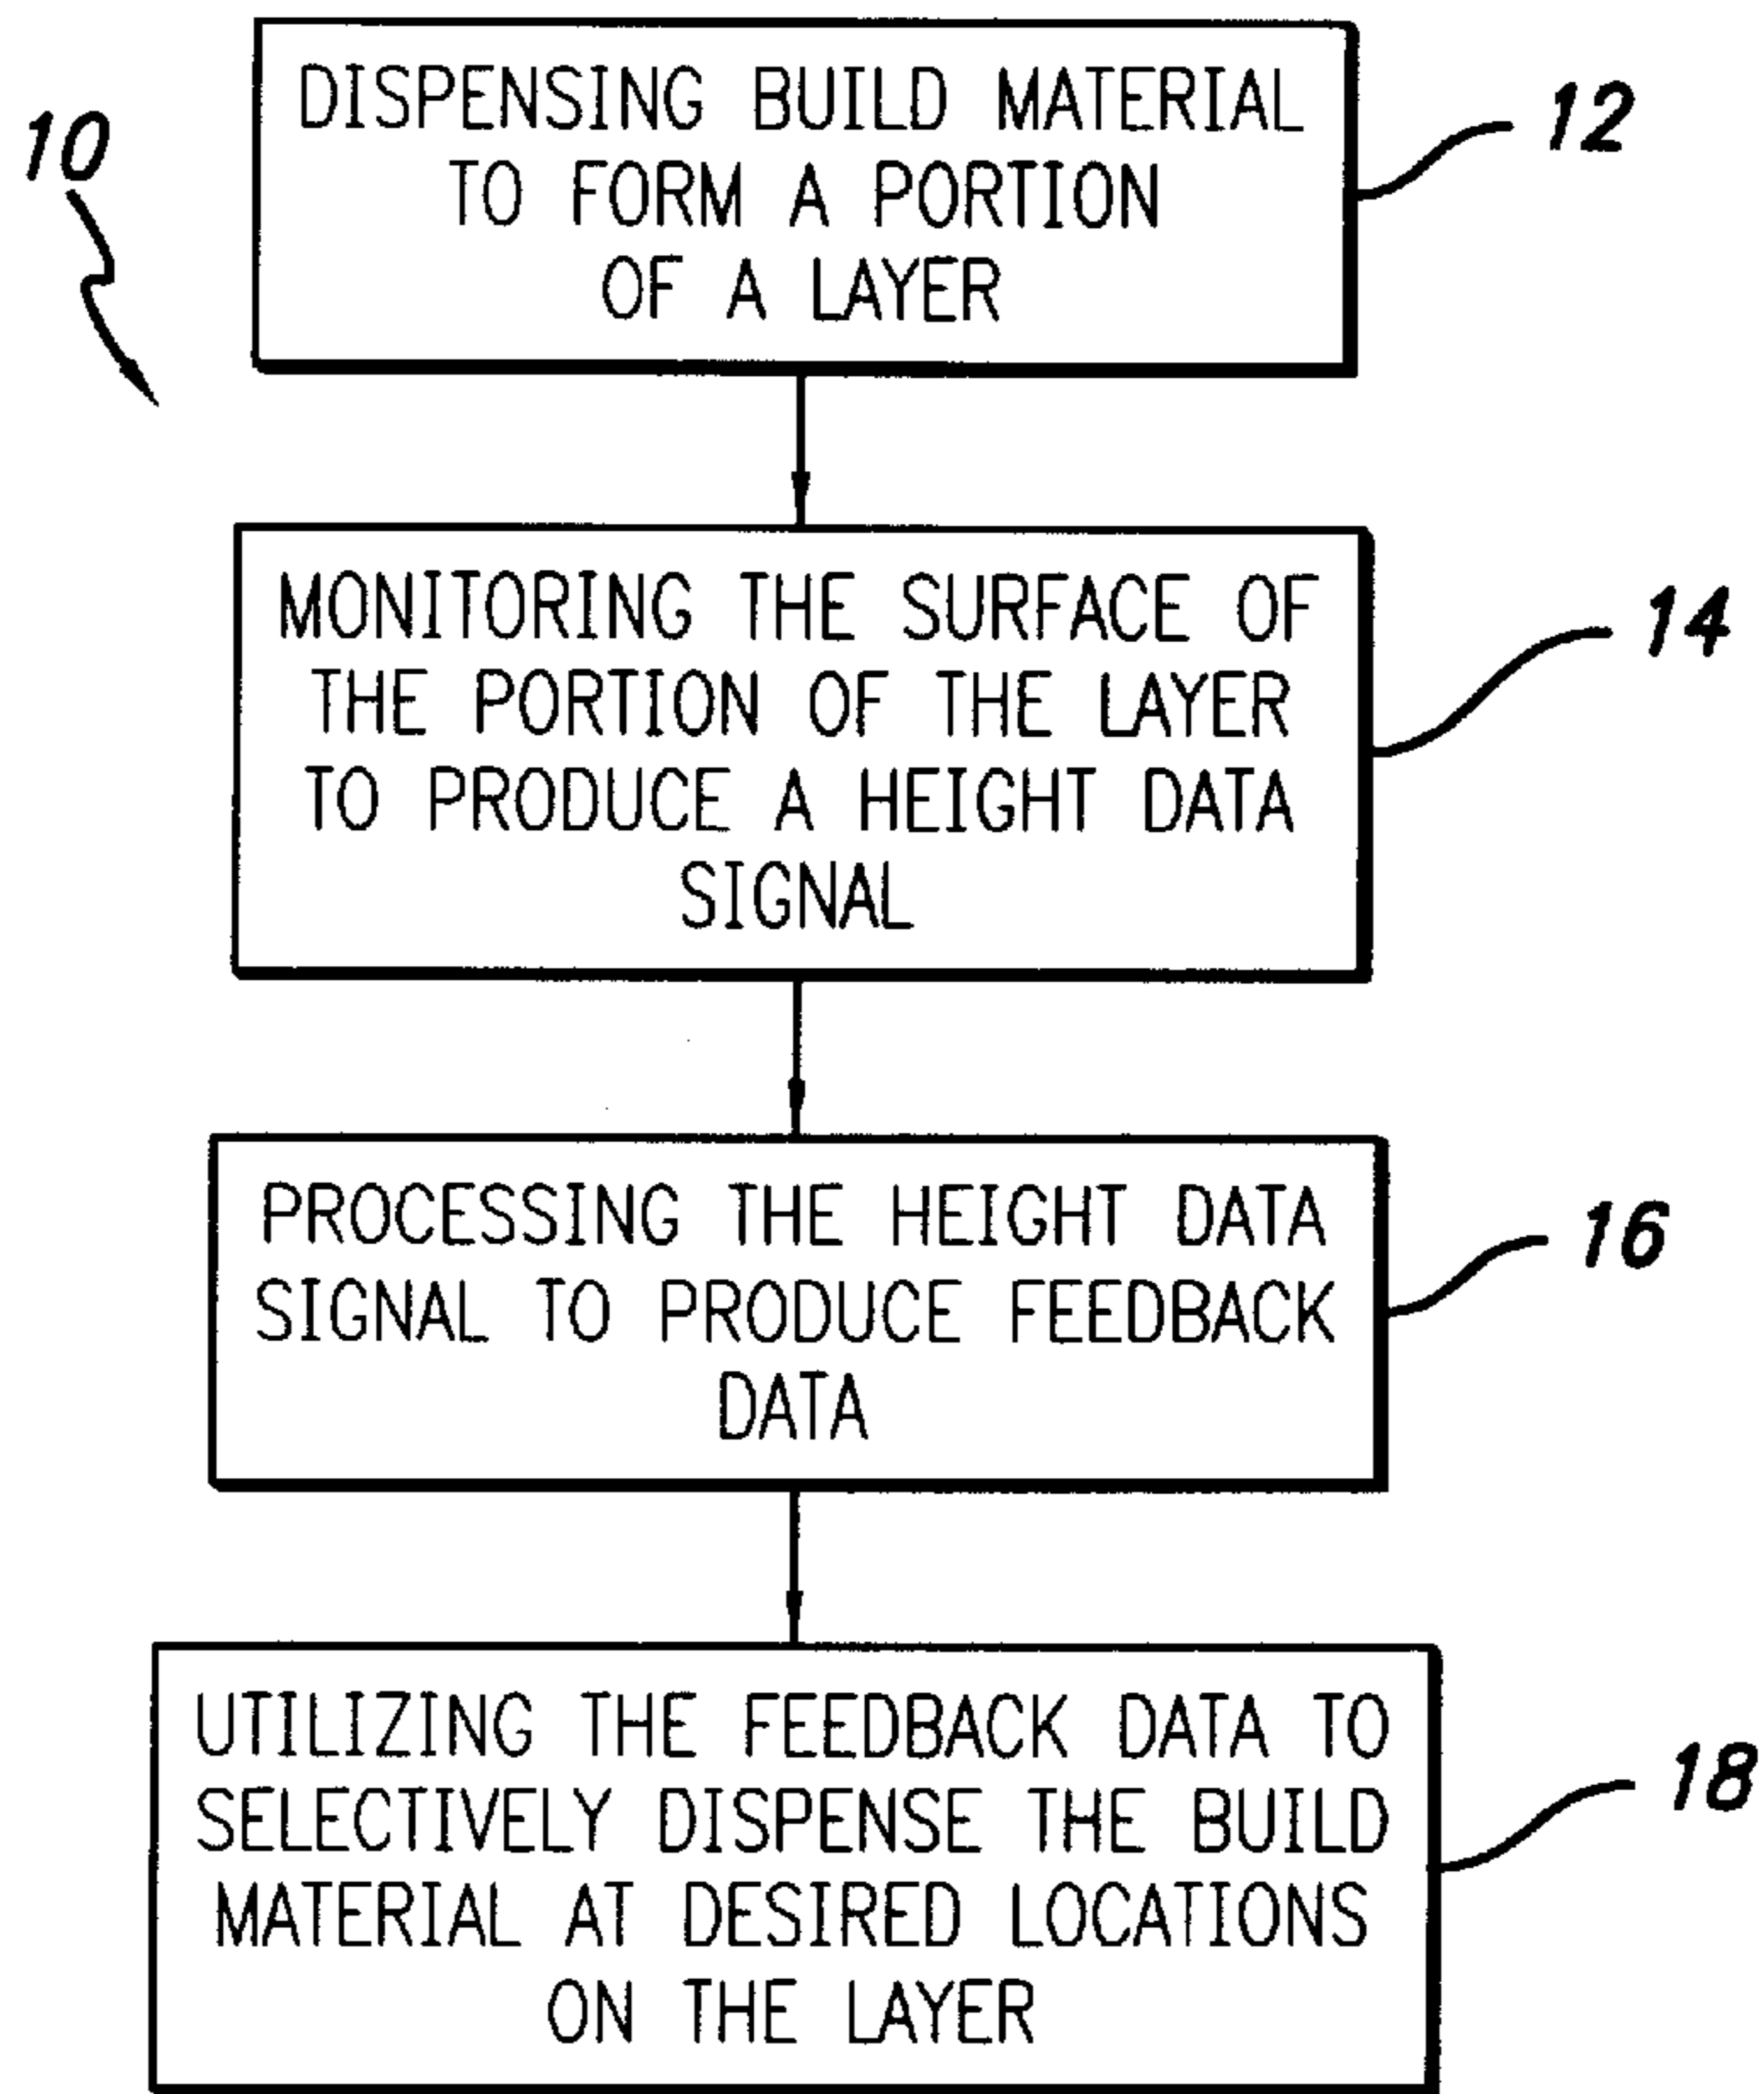 10
DISPENSING BUILD MATERIAL
TO FORM A PORTION
OF A LAYER
12
MONITORING THE SURFACE OF
THE PORTION OF THE LAYER
TO PRODUCE A HEIGHT DATA
SIGNAL
14
PROCESSING THE HEIGHT DATA
SIGNAL TO PRODUCE FEEDBACK
DATA
16
UTILIZING THE FEEDBACK DATA TO
SELECTIVELY DISPENSE THE BUILD
MATERIAL AT DESIRED LOCATIONS
ON THE LAYER
18